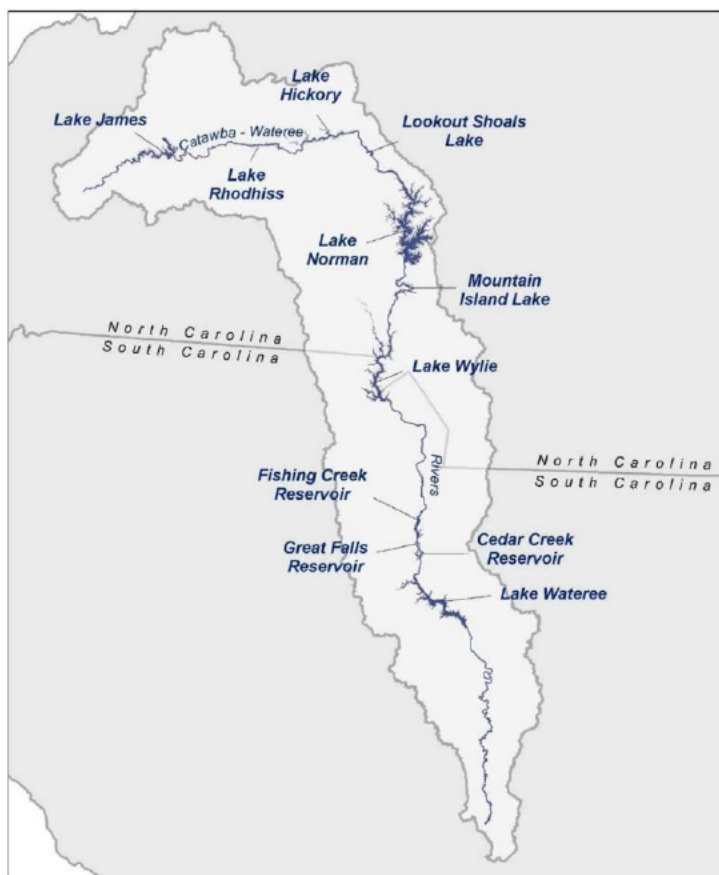 Lake
Hickory
Lake James
Catawba - Wateree
Lookout Shoals
Lake
Lake
Rhodhiss
Lake
Norman
Mountain
Island Lake
North Carolina
South Carolina
Lake Wylie
Rivers
North Carolina
South Carolina
Fishing Creek
Reservoir
Great Falls
Reservoir
Cedar Creek
Reservoir
Lake Wateree